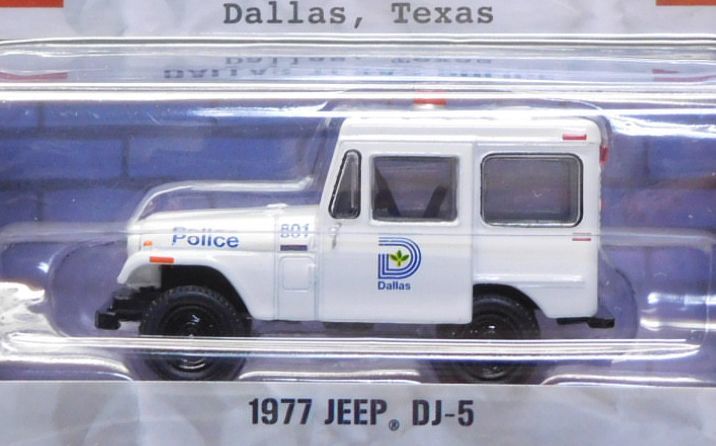 Dallas, Texas
Police
801
Dallas
1977 JEEP® DJ-5